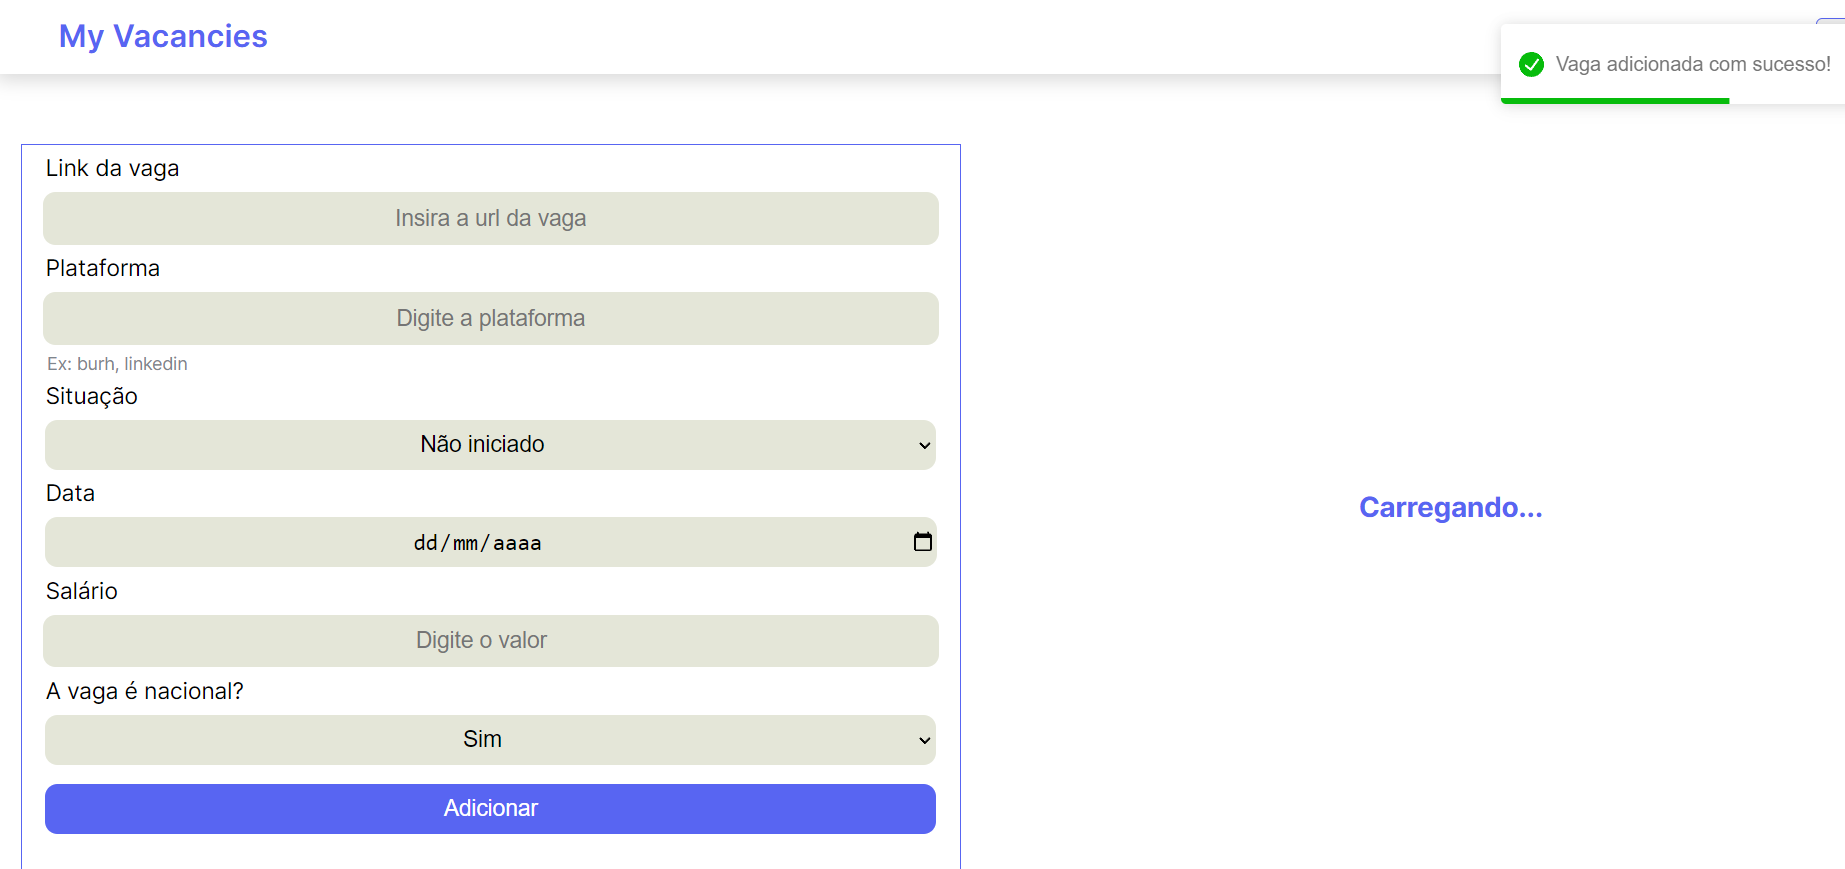 My Vacancies
Vaga adicionada com sucesso!
Link da vaga
Insira a url da vaga
Plataforma
Digite a plataforma
Ex: burh, linkedin
Situação
Não iniciado
Data
dd/mm/aaaa
Salário
Digite o valor
A vaga é nacional?
Sim
Adicionar
Carregando...